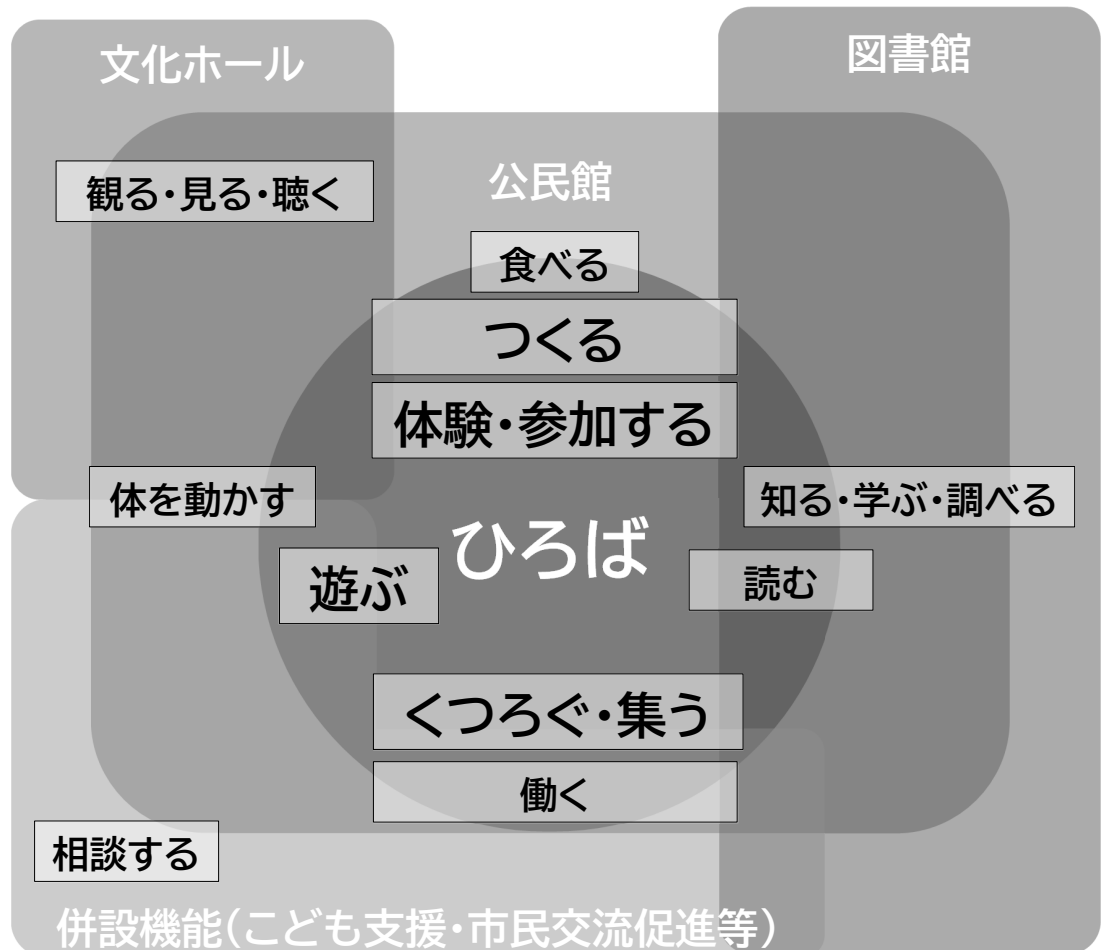 文化ホール
図書館
公民館
観る・見る・聴く
食べる
つくる
体験・参加する
体を動かす
知る・学ぶ・調べる
ひろば
遊ぶ
読む
くつろぐ・集う
働く
相談する
併設機能(こども支援・市民交流促進等)